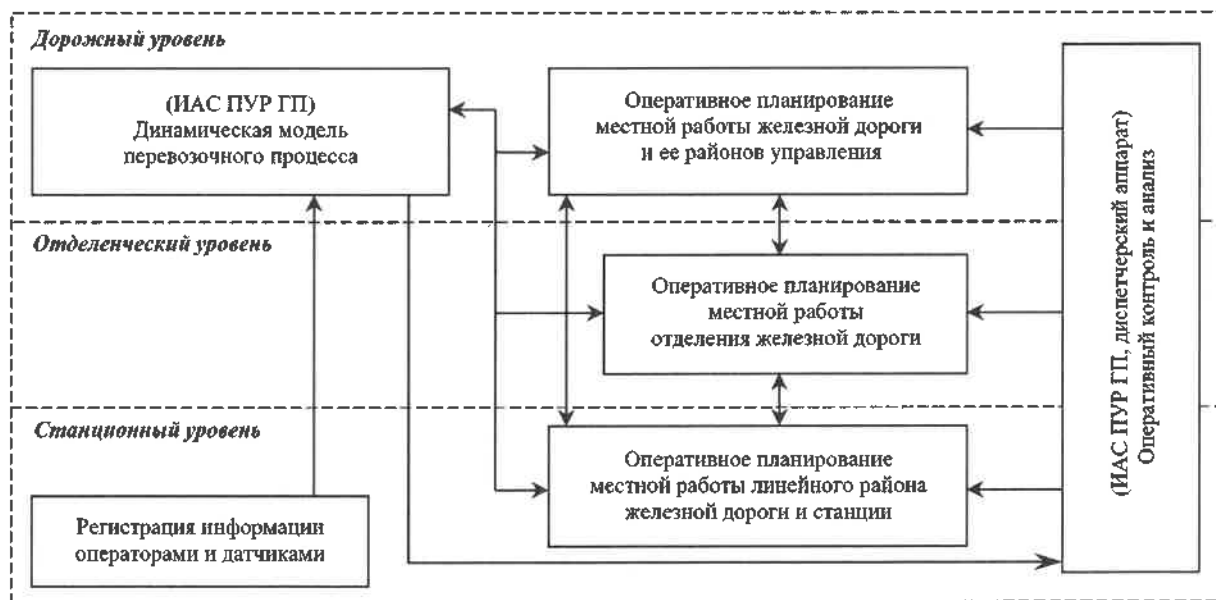 Дорожный уровень
(ИАС ПУР ГП)
Динамическая модель
перевозочного процесса
Оперативное планирование
местной работы железной дороги
и ее районов управления
Отделенческий уровень
Оперативное планирование
местной работы
отделения железной дороги
Станционный уровень
Оперативное планирование
местной работы линейного района
железной дороги и станции
Регистрация информации
операторами и датчиками
(ИАС ПУР ГП, диспетчерский аппарат)
Оперативный контроль и анализ